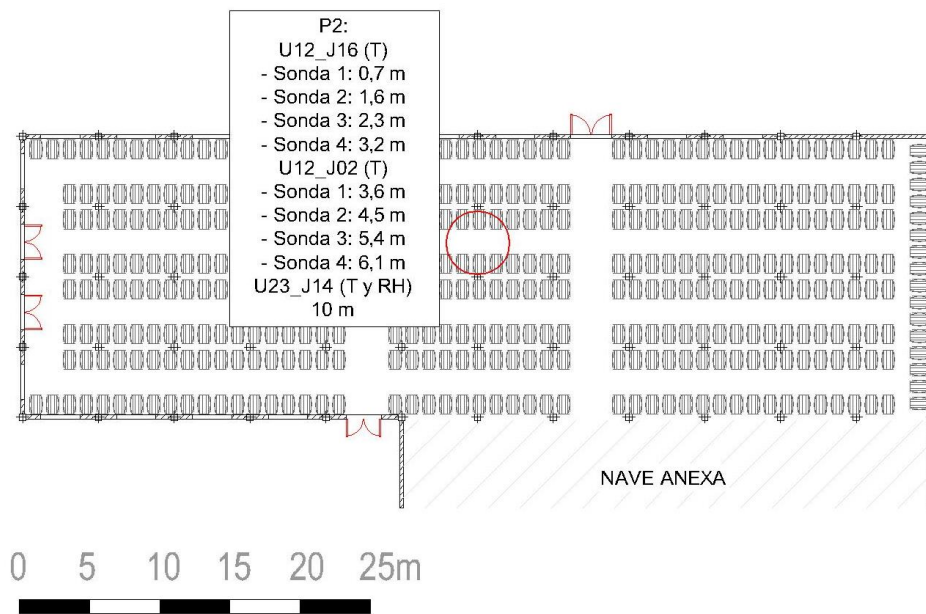 P2:
U12_J16 (T)
- Sonda 1: 0,7 m
- Sonda 2: 1,6 m
- Sonda 3: 2,3 m
- Sonda 4: 3,2 m
U12_J02 (T)
- Sonda 1: 3,6 m
- Sonda 2: 4,5 m
- Sonda 3: 5,4 m
- Sonda 4: 6,1 m
U23_J14 (T y RH)
10 m
NAVE ANEXA
0 5 10 15 20 25m